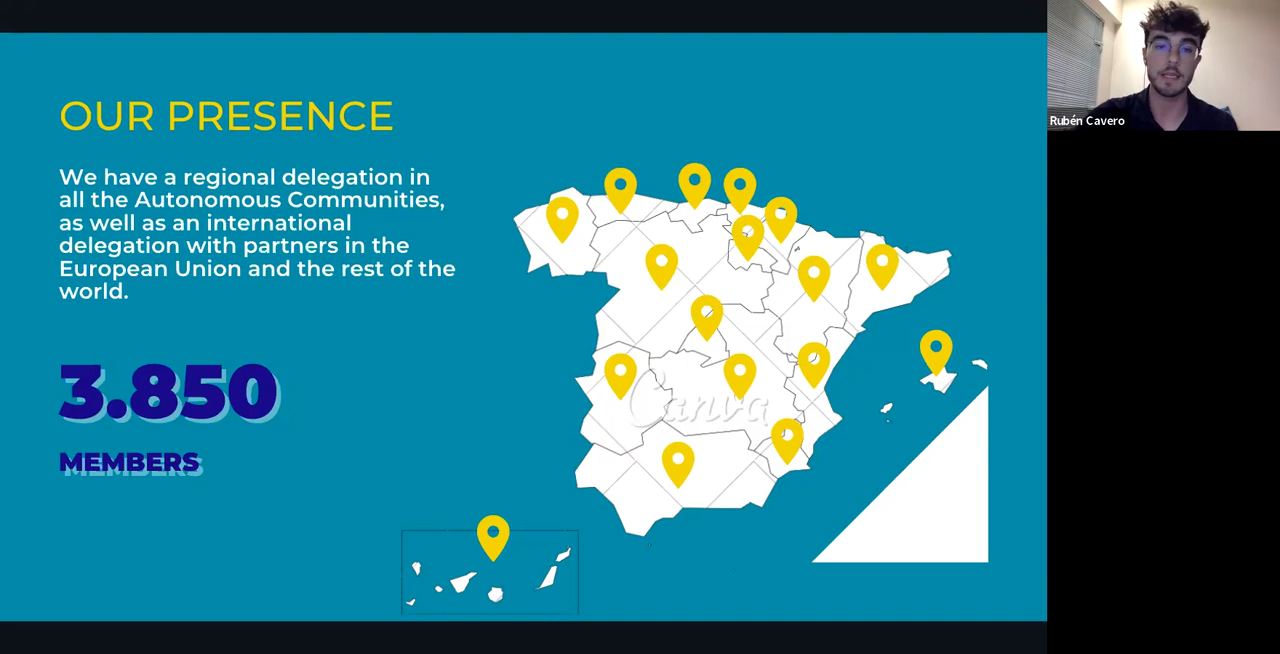 OUR PRESENCE
We have a regional delegation in
all the Autonomous Communities,
as well as an international
delegation with partners in the
European Union and the rest of the
world.
3.850
MEMBERS
Canva
Rubén Cavero